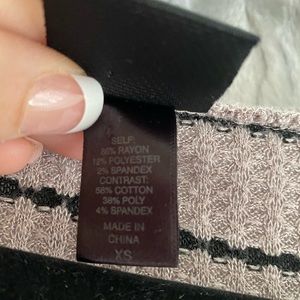 SELF:
86% RAYON
12% POLYESTER
2% SPANDEX
CONTRAST:
58% COTTON
38% POLY
4% SPANDEX
MADE IN
CHINA
XS